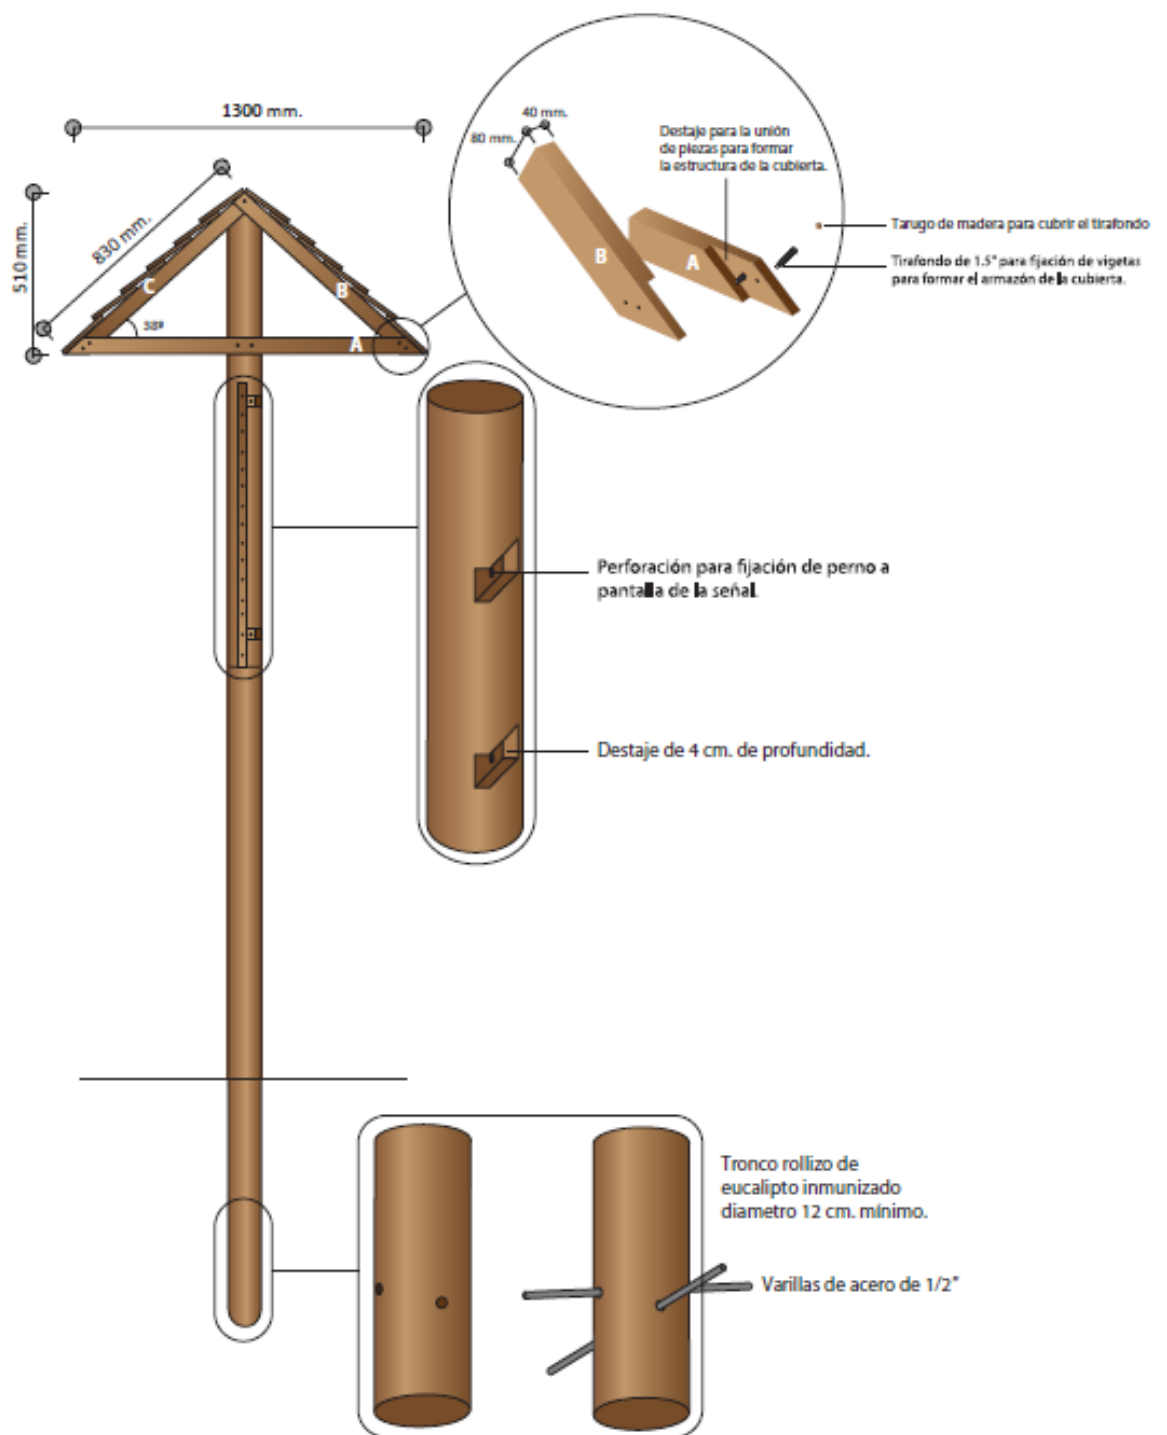 1300 mm.
40 mm.
80 mm.
Destaje para la unión
de piezas para formar
la estructura de la cubierta.
B
A
Tarugo de madera para cubrir el tirafondo
Tirafondo de 1.5" para fijación de vigetas
para formar el armazón de la cubierta.
510 mm.
830 mm.
C
B
38º
A
Perforación para fijación de perno a
pantalla de la señal.
Destaje de 4 cm. de profundidad.
Tronco rollizo de
eucalipto inmunizado
diametro 12 cm. mínimo.
Varillas de acero de 1/2"